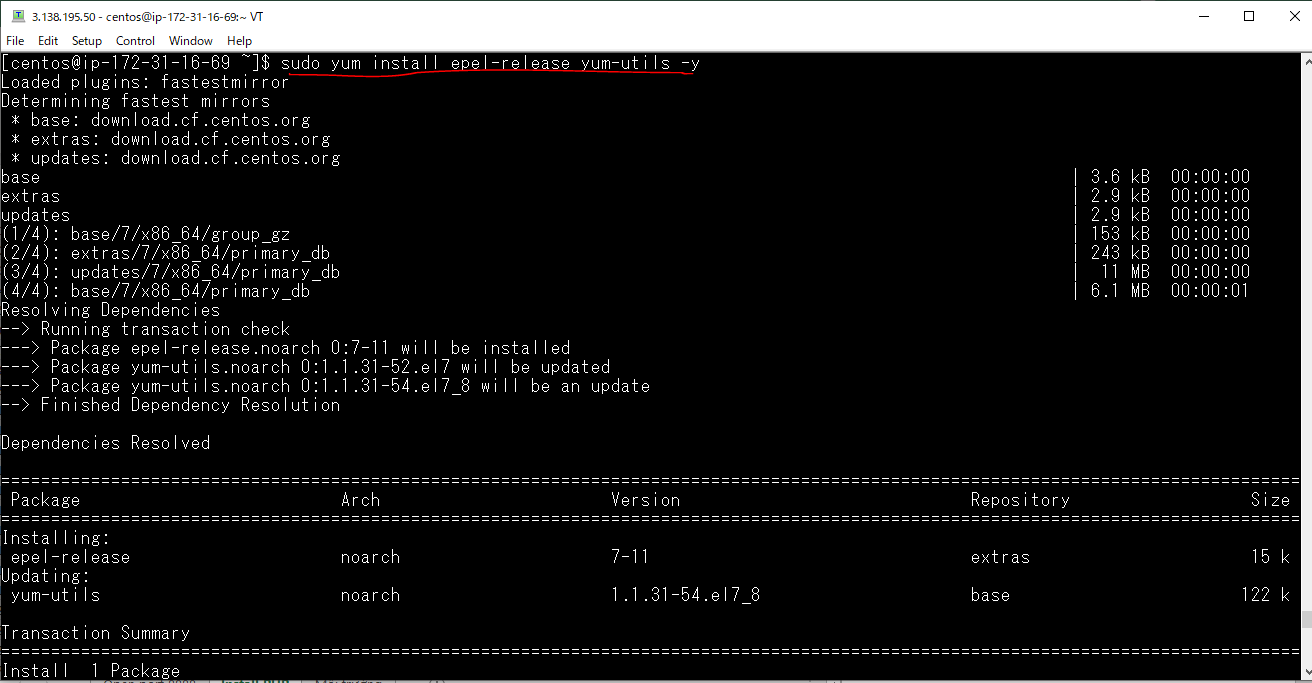 3.138.195.50 - centos@ip-172-31-16-69:~ VT
File Edit Setup Control Window Help
[centos@ip-172-31-16-69 ~]$ sudo yum install epel-release yum-utils -y
Loaded plugins: fastestmirror
Determining fastest mirrors
 * base: download.cf.centos.org
 * extras: download.cf.centos.org
 * updates: download.cf.centos.org
base | 3.6 kB 00:00:00
extras | 2.9 kB 00:00:00
updates | 2.9 kB 00:00:00
(1/4): base/7/x86_64/group_gz | 153 kB 00:00:00
(2/4): extras/7/x86_64/primary_db | 243 kB 00:00:00
(3/4): updates/7/x86_64/primary_db | 11 MB 00:00:00
(4/4): base/7/x86_64/primary_db | 6.1 MB 00:00:01
Resolving Dependencies
--> Running transaction check
---> Package epel-release.noarch 0:7-11 will be installed
---> Package yum-utils.noarch 0:1.1.31-52.el7 will be updated
---> Package yum-utils.noarch 0:1.1.31-54.el7_8 will be an update
--> Finished Dependency Resolution
Dependencies Resolved
Package Arch Version Repository Size
Installing:
epel-release noarch 7-11 extras 15 k
Updating:
yum-utils noarch 1.1.31-54.el7_8 base 122 k
Transaction Summary
Install 1 Package